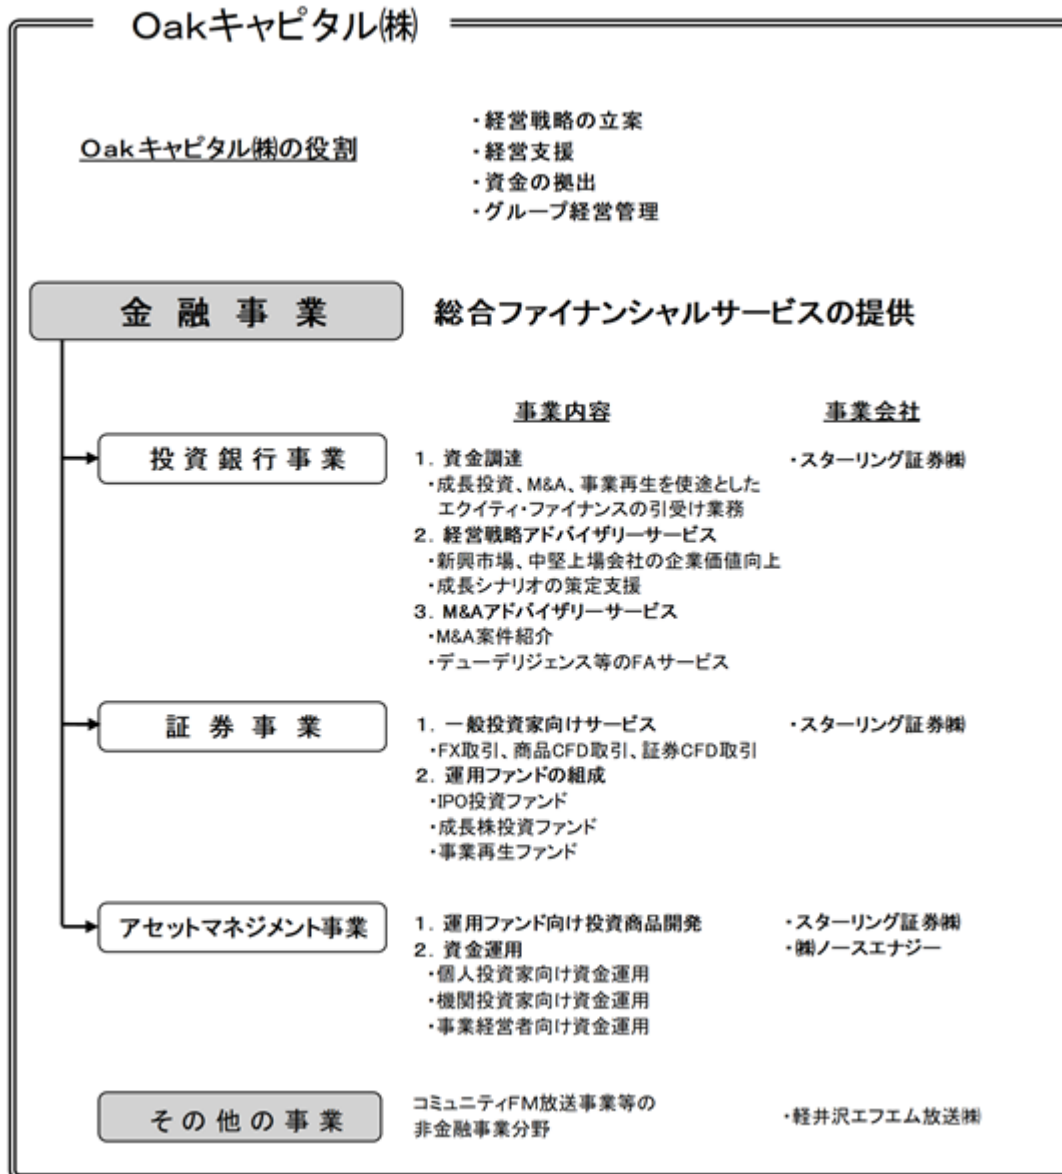 Oakキャピタル㈱
Oakキャピタル㈱の役割
・経営戦略の立案
・経営支援
・資金の拠出
・グループ経営管理
金融事業
総合ファイナンシャルサービスの提供
事業内容
事業会社
投資銀行事業
1．資金調達
・成長投資、M&A、事業再生を使途とした
エクイティ・ファイナンスの引受け業務
2．経営戦略アドバイザリーサービス
・新興市場、中堅上場会社の企業価値向上
・成長シナリオの策定支援
3．M&Aアドバイザリーサービス
・M&A案件紹介
・デューデリジェンス等のFAサービス
・スターリング証券㈱
証券事業
1．一般投資家向けサービス
・FX取引、商品CFD取引、証券CFD取引
2．運用ファンドの組成
・IPO投資ファンド
・成長株投資ファンド
・事業再生ファンド
・スターリング証券㈱
アセットマネジメント事業
1．運用ファンド向け投資商品開発
2．資金運用
・個人投資家向け資金運用
・機関投資家向け資金運用
・事業経営者向け資金運用
・スターリング証券㈱
・㈱ノースエナジー
その他の事業
コミュニティFM放送事業等の
非金融事業分野
・軽井沢エフエム放送㈱